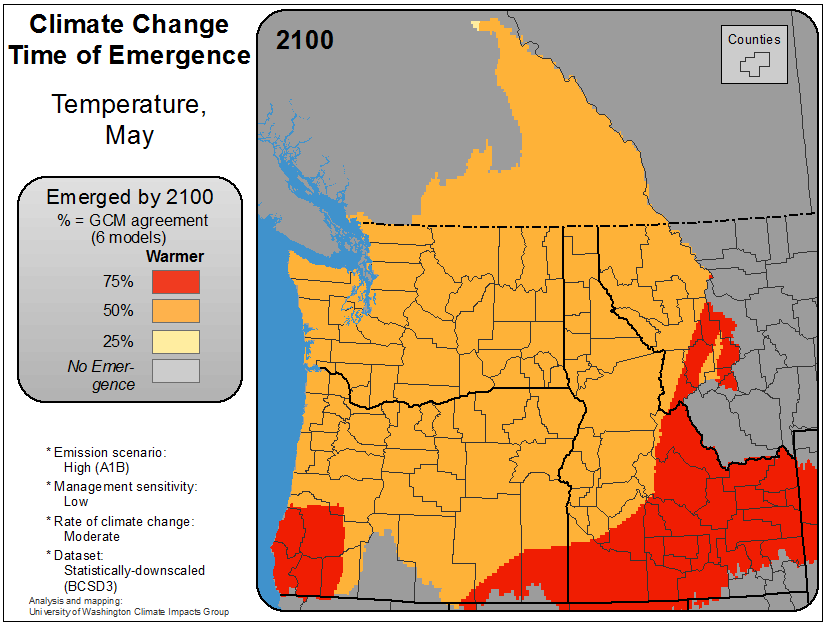 Climate Change
Time of Emergence
Temperature,
May
Emerged by 2100
% = GCM agreement
(6 models)
Warmer
75%
50%
25%
No Emer-
gence
* Emission scenario:
High (A1B)
* Management sensitivity:
Low
* Rate of climate change:
Moderate
* Dataset:
Statistically-downscaled
(BCSD3)
Analysis and mapping:
University of Washington Climate Impacts Group
2100
Counties